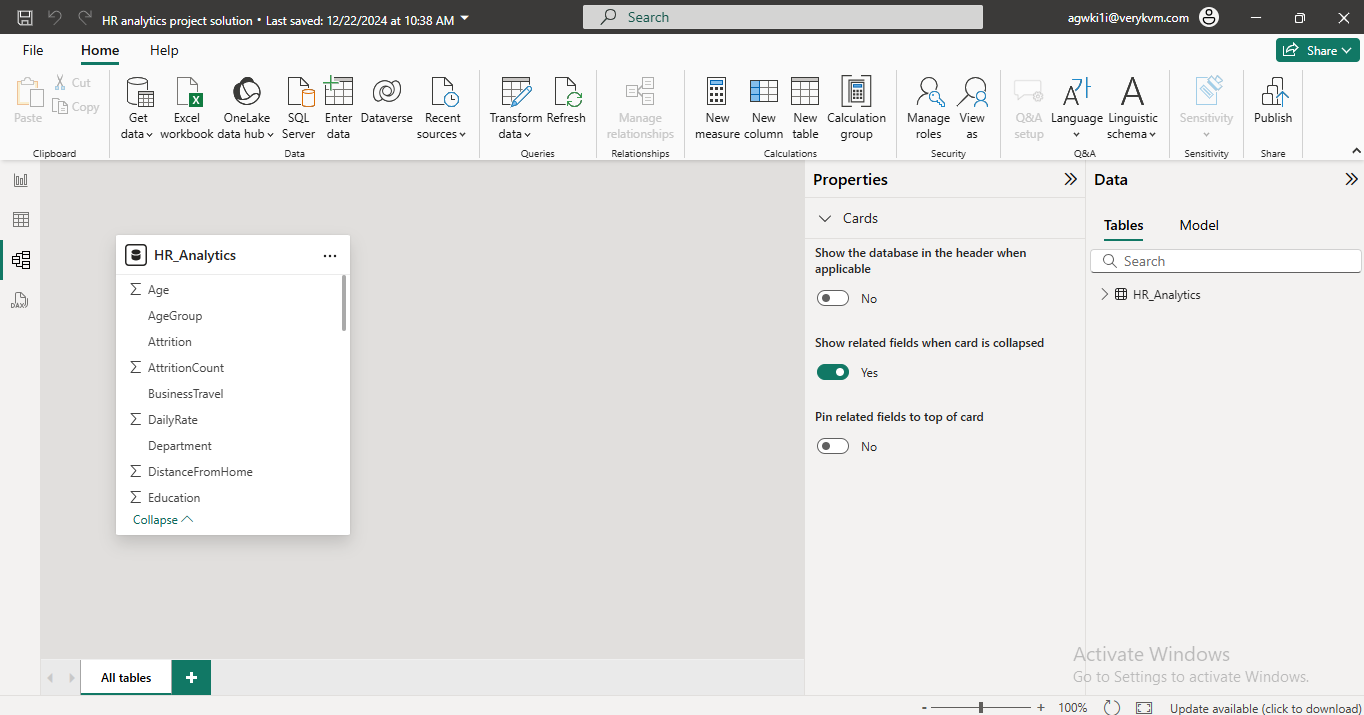 HR analytics project solution • Last saved: 12/22/2024 at 10:38 AM
Search
agwki1i@verykvm.com
File
Home
Help
Share
Paste
Cut
Copy
Clipboard
Get data
Excel workbook
OneLake data hub
SQL Server
Enter data
Dataverse
Recent sources
Data
Transform data
Refresh
Queries
Manage relationships
Relationships
New measure
New column
New table
Calculation group
Calculations
Manage roles
View as
Security
Q&A setup
Language
Linguistic schema
Q&A
Sensitivity
Sensitivity
Publish
Share
DAX
HR_Analytics
...
Σ Age
AgeGroup
Attrition
Σ AttritionCount
BusinessTravel
Σ DailyRate
Department
Σ DistanceFromHome
Σ Education
Collapse
Properties
Cards
Show the database in the header when
applicable
No
Show related fields when card is collapsed
Yes
Pin related fields to top of card
No
Data
Tables
Model
Search
HR_Analytics
Activate Windows
Go to Settings to activate Windows.
All tables
+
- + 100%
Update available (click to download)